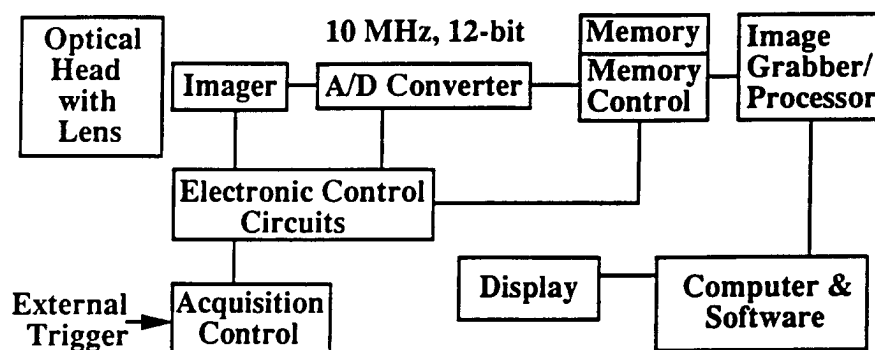 Optical
Head
with
Lens
Imager
10 MHz, 12-bit
A/D Converter
Memory
Memory
Control
Image
Grabber/
Processor
Electronic Control
Circuits
External
Trigger
Acquisition
Control
Display
Computer &
Software